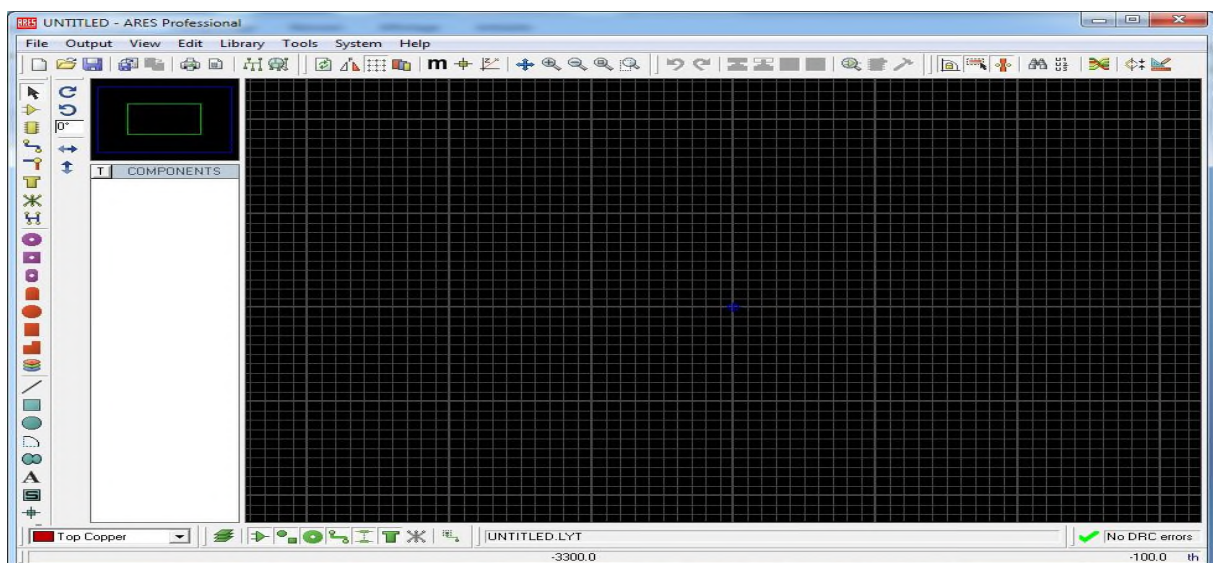 ARES UNTITLED - ARES Professional
File Output View Edit Library Tools System Help
m
0°
T COMPONENTS
A
S
Top Copper UNTITLED.LYT No DRC errors
-3300.0 -100.0 th